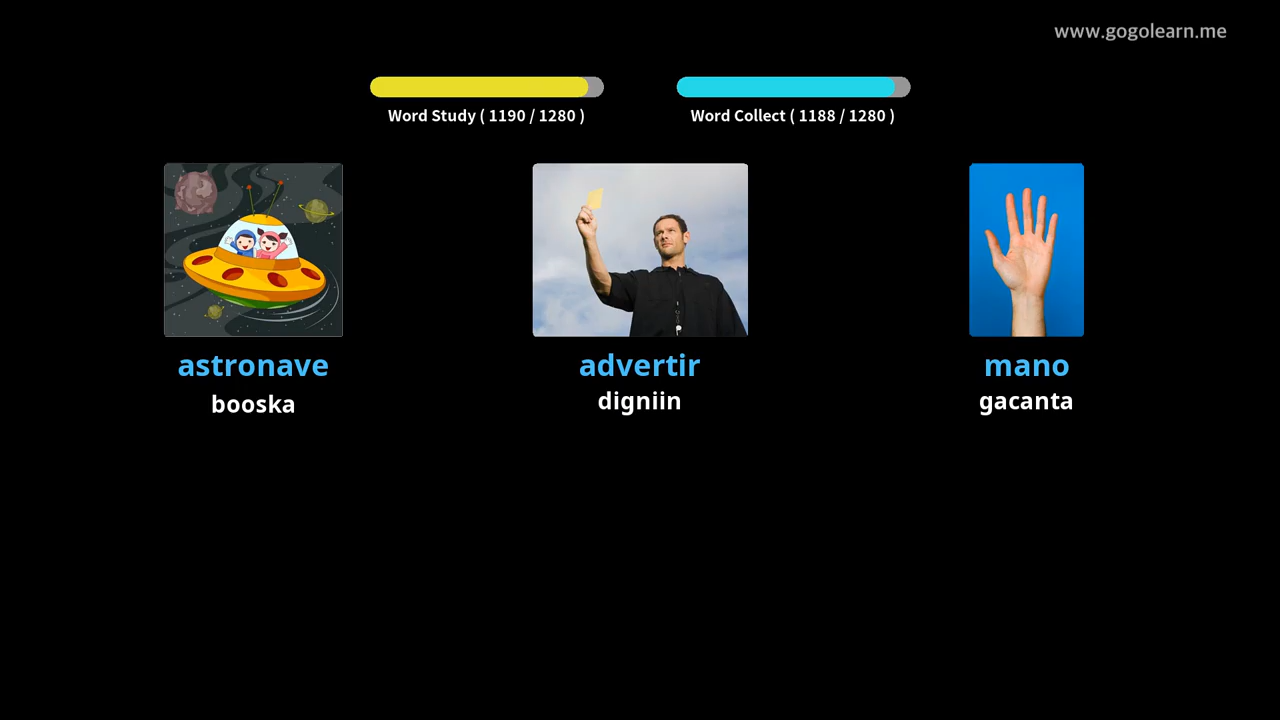 www.gogolearn.me
Word Study ( 1190 / 1280 )
Word Collect ( 1188 / 1280 )
astronave
advertir
mano
booska
digniin
gacanta